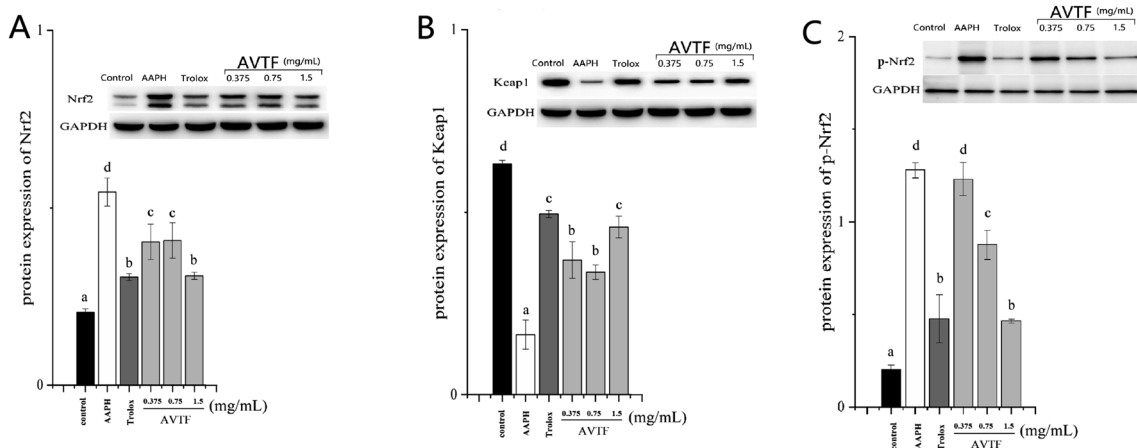 A
1
protein expression of Nrf2
0
AVTF (mg/mL)
Control AAPH Trolox 0.375 0.75 1.5
Nrf2
GAPDH
a
d
b
c
c
b
control AAPH Trolox 0.375 0.75 1.5 (mg/mL)
AVTF
B
1
protein expression of Keap1
0
AVTF (mg/mL)
Control AAPH Trolox 0.375 0.75 1.5
Keap1
GAPDH
d
a
c
b
b
c
control AAPH Trolox 0.375 0.75 1.5 (mg/mL)
AVTF
C
2
1
0
protein expression of p-Nrf2
AVTF (mg/mL)
Control AAPH Trolox 0.375 0.75 1.5
p-Nrf2
GAPDH
a
d
b
d
c
b
control AAPH Trolox 0.375 0.75 1.5 (mg/mL)
AVTF